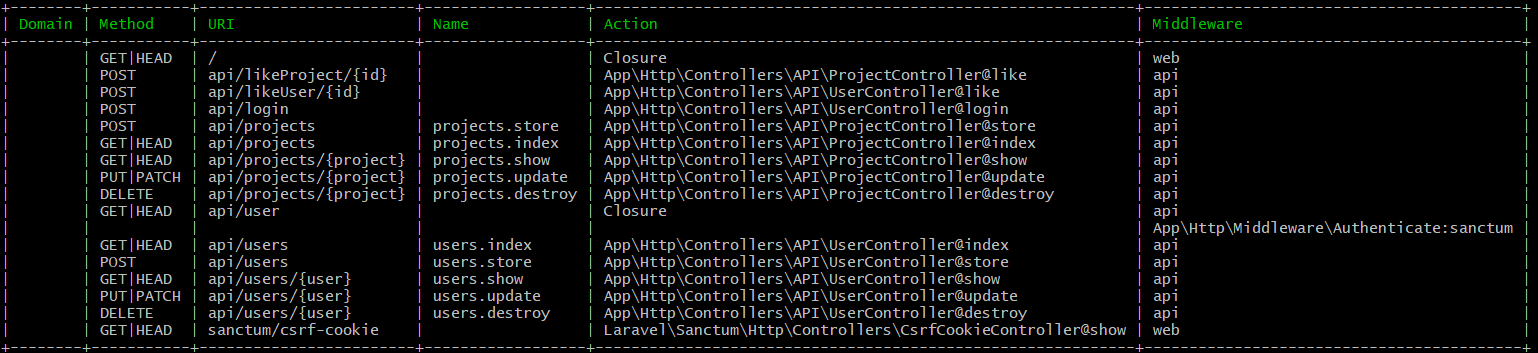 +--------+-----------+------------------------+------------------+------------------------------------------------------------+------------------------------------------+
| Domain | Method    | URI                    | Name             | Action                                                     | Middleware                               |
+--------+-----------+------------------------+------------------+------------------------------------------------------------+------------------------------------------+
|        | GET|HEAD  | /                      |                  | Closure                                                    | web                                      |
|        | POST      | api/likeProject/{id}   |                  | App\Http\Controllers\API\ProjectController@like            | api                                      |
|        | POST      | api/likeUser/{id}      |                  | App\Http\Controllers\API\UserController@like               | api                                      |
|        | POST      | api/login              |                  | App\Http\Controllers\API\UserController@login              | api                                      |
|        | POST      | api/projects           | projects.store   | App\Http\Controllers\API\ProjectController@store           | api                                      |
|        | GET|HEAD  | api/projects           | projects.index   | App\Http\Controllers\API\ProjectController@index           | api                                      |
|        | GET|HEAD  | api/projects/{project} | projects.show    | App\Http\Controllers\API\ProjectController@show            | api                                      |
|        | PUT|PATCH | api/projects/{project} | projects.update  | App\Http\Controllers\API\ProjectController@update          | api                                      |
|        | DELETE    | api/projects/{project} | projects.destroy | App\Http\Controllers\API\ProjectController@destroy         | api                                      |
|        | GET|HEAD  | api/user               |                  | Closure                                                    | api                                      |
|        |           |                        |                  |                                                            | App\Http\Middleware\Authenticate:sanctum |
|        | GET|HEAD  | api/users              | users.index      | App\Http\Controllers\API\UserController@index              | api                                      |
|        | POST      | api/users              | users.store      | App\Http\Controllers\API\UserController@store              | api                                      |
|        | GET|HEAD  | api/users/{user}       | users.show       | App\Http\Controllers\API\UserController@show               | api                                      |
|        | PUT|PATCH | api/users/{user}       | users.update     | App\Http\Controllers\API\UserController@update             | api                                      |
|        | DELETE    | api/users/{user}       | users.destroy    | App\Http\Controllers\API\UserController@destroy            | api                                      |
|        | GET|HEAD  | sanctum/csrf-cookie    |                  | Laravel\Sanctum\Http\Controllers\CsrfCookieController@show | web                                      |
+--------+-----------+------------------------+------------------+------------------------------------------------------------+------------------------------------------+